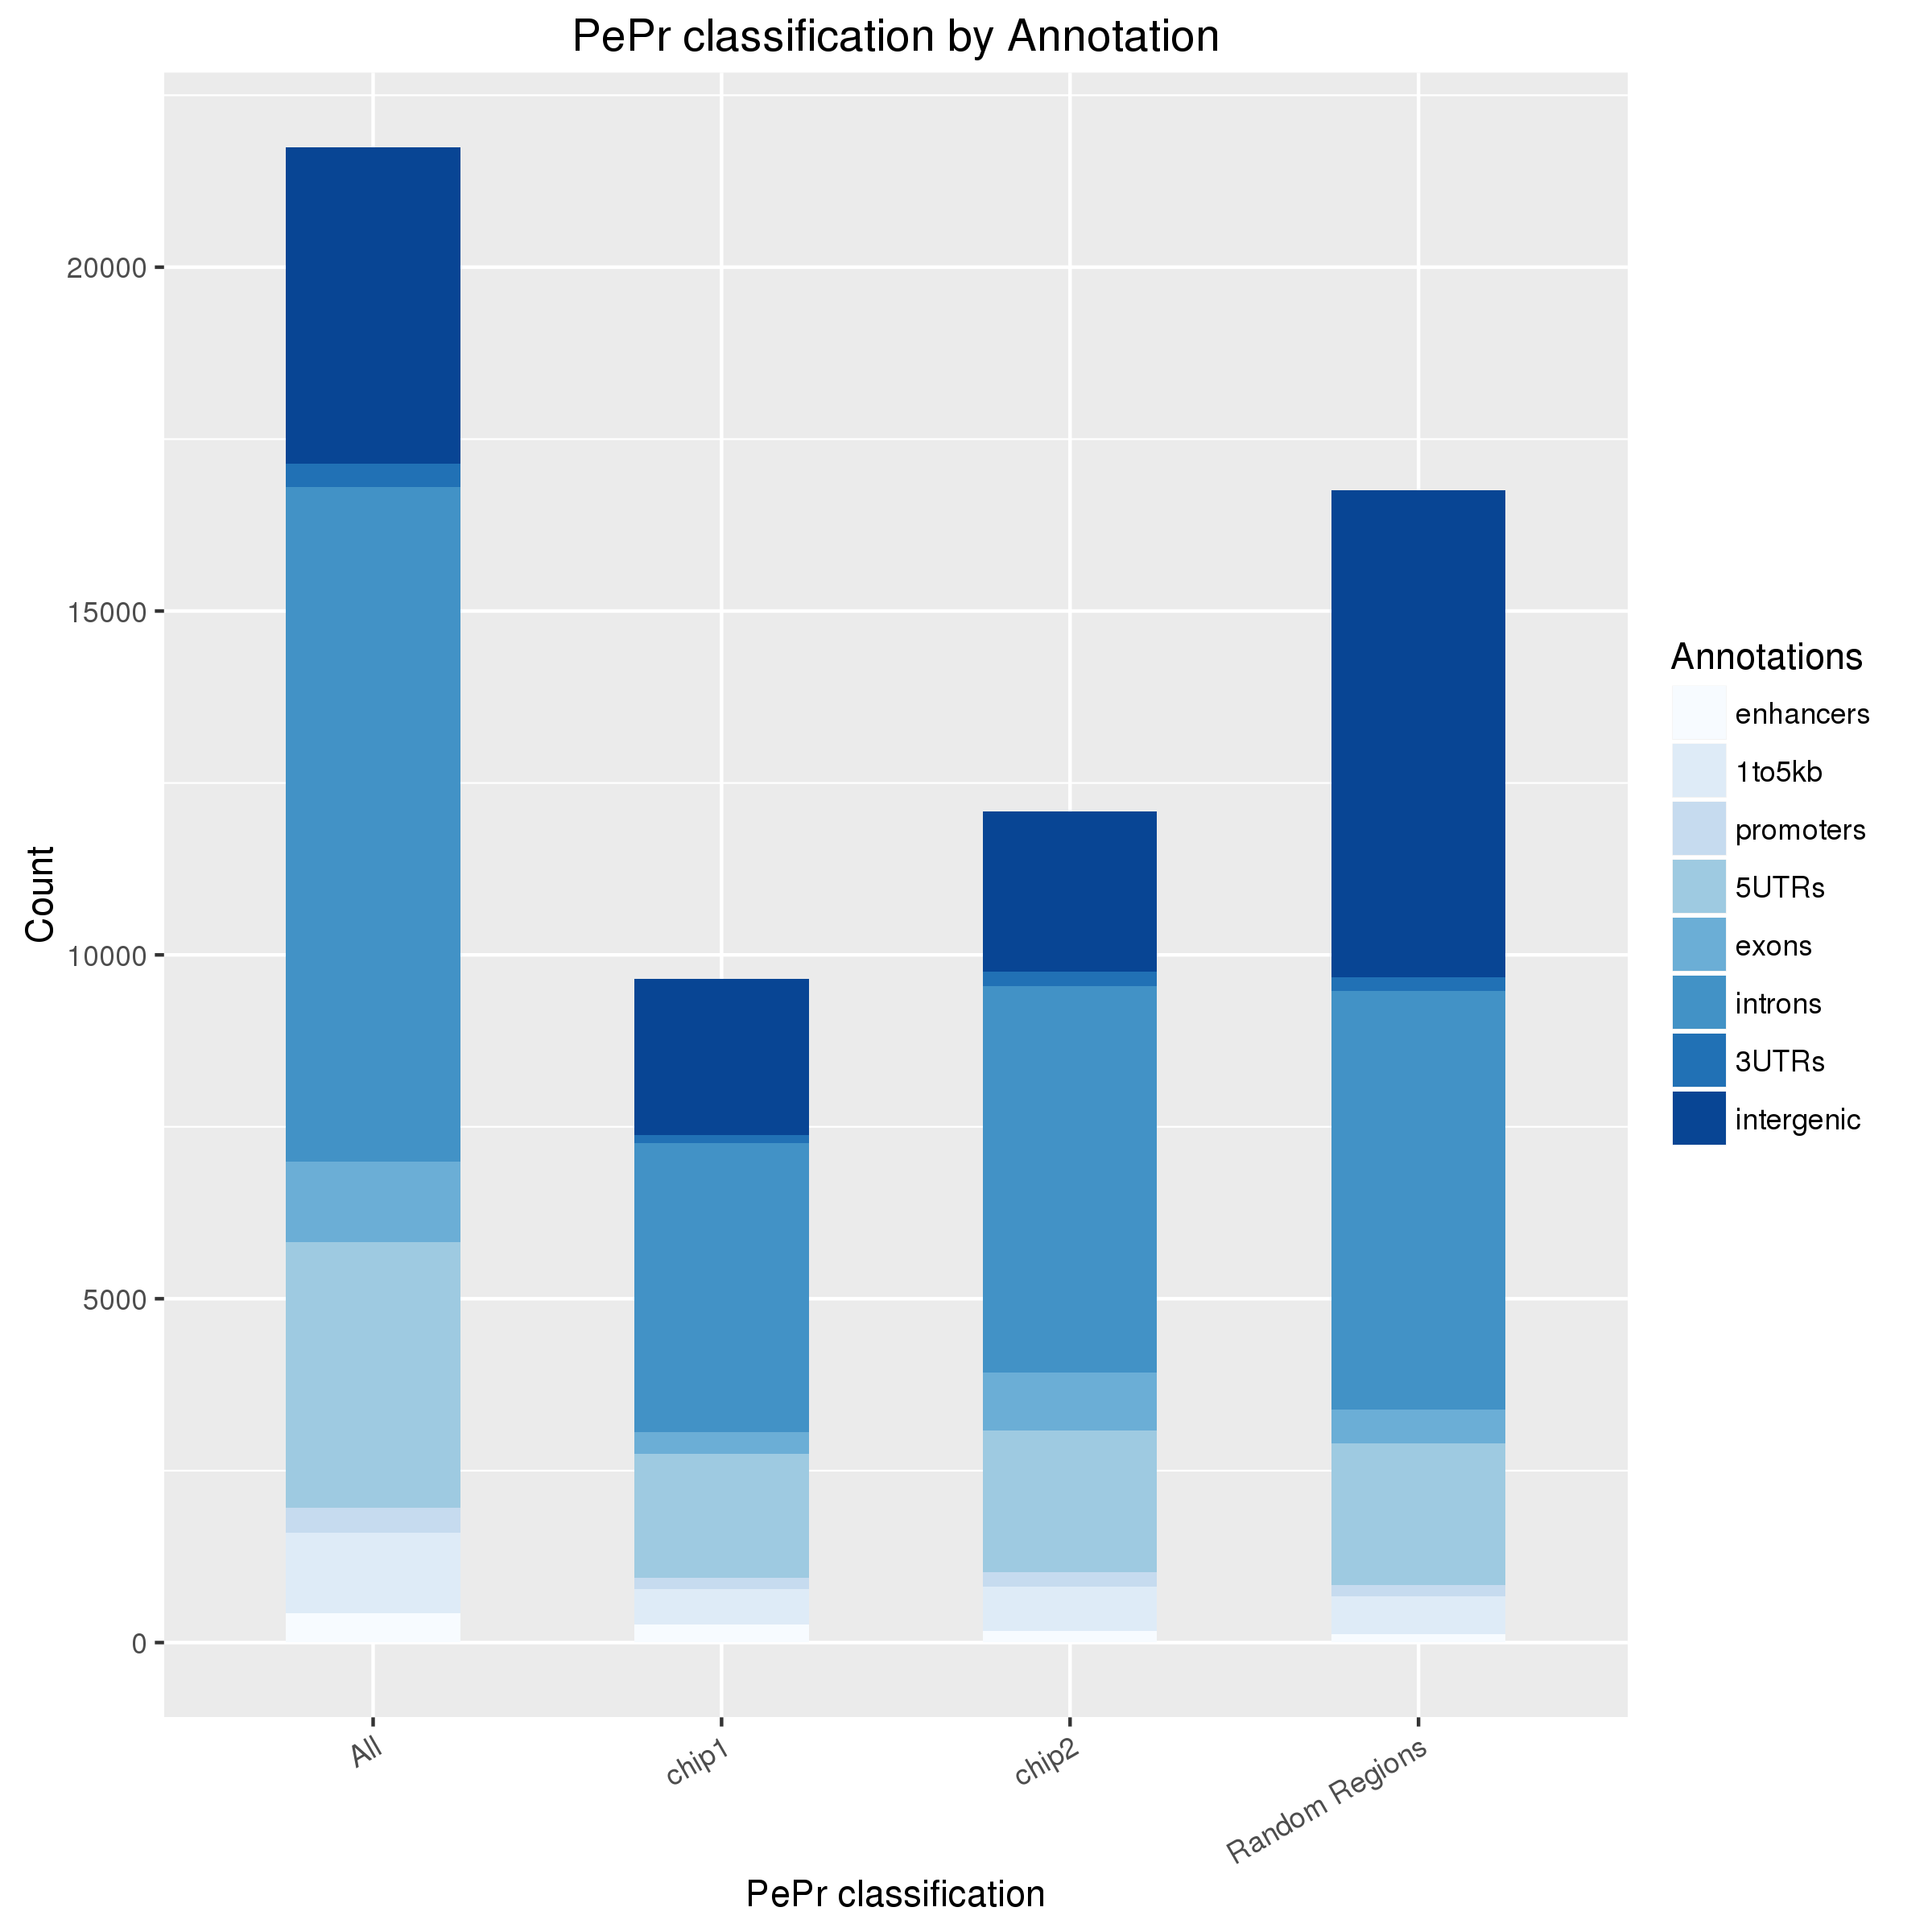 PePr classification by Annotation
Count
20000
15000
10000
5000
0
All
chip1
chip2
Random Regions
PePr classification
Annotations
enhancers
1to5kb
promoters
5UTRs
exons
introns
3UTRs
intergenic